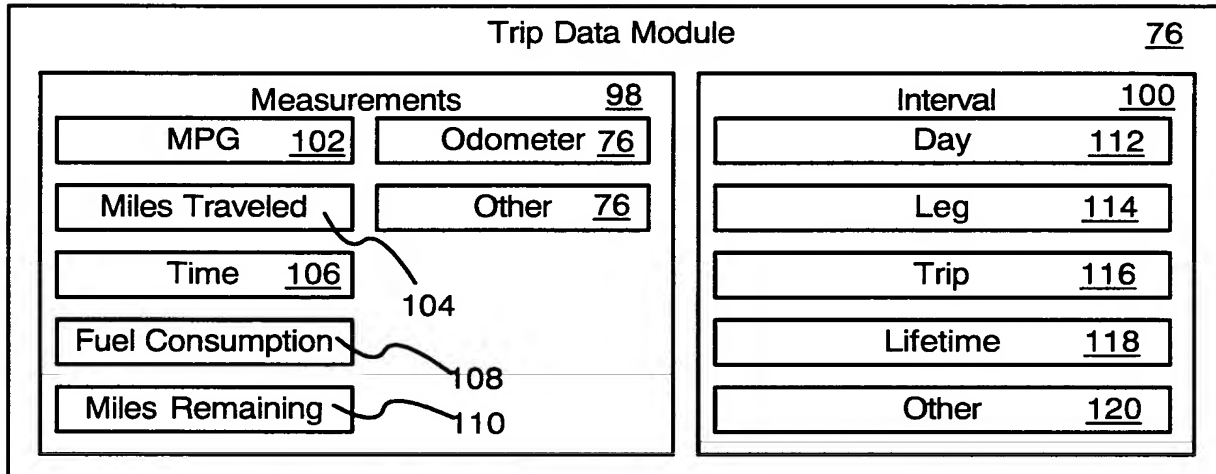 Trip Data Module 76
Measurements 98
MPG 102
Odometer 76
Miles Traveled
Other 76
104
Time 106
Fuel Consumption
108
Miles Remaining
110
Interval 100
Day 112
Leg 114
Trip 116
Lifetime 118
Other 120